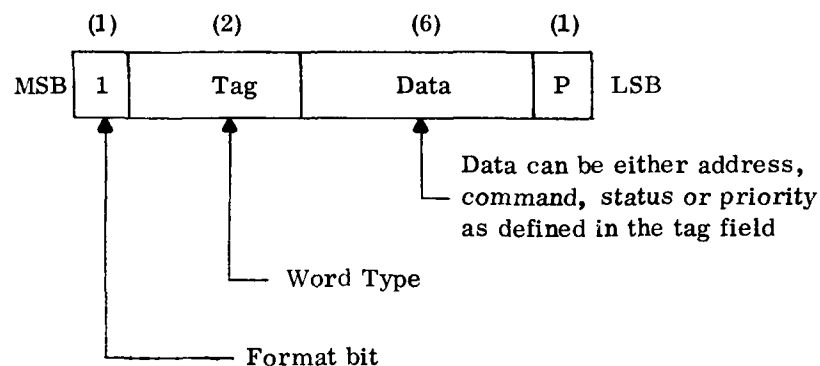 (1) (2) (6) (1)
MSB 1 Tag Data P LSB
Data can be either address,
command, status or priority
as defined in the tag field
Word Type
Format bit